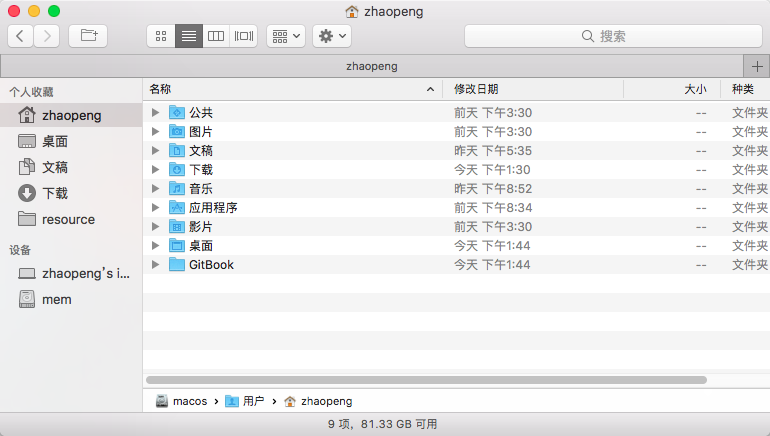 zhaopeng
搜索
zhaopeng
个人收藏
zhaopeng
桌面
文稿
下载
resource
设备
zhaopeng's i...
mem
名称 修改日期 大小 种类
公共 前天 下午3:30 -- 文件夹
图片 前天 下午3:30 -- 文件夹
文稿 昨天 下午5:35 -- 文件夹
下载 今天 下午1:30 -- 文件夹
音乐 昨天 下午8:52 -- 文件夹
应用程序 前天 下午8:34 -- 文件夹
影片 前天 下午3:30 -- 文件夹
桌面 今天 下午1:44 -- 文件夹
GitBook 今天 下午1:44 -- 文件夹
macos › 用户 › zhaopeng
9 项, 81.33 GB 可用